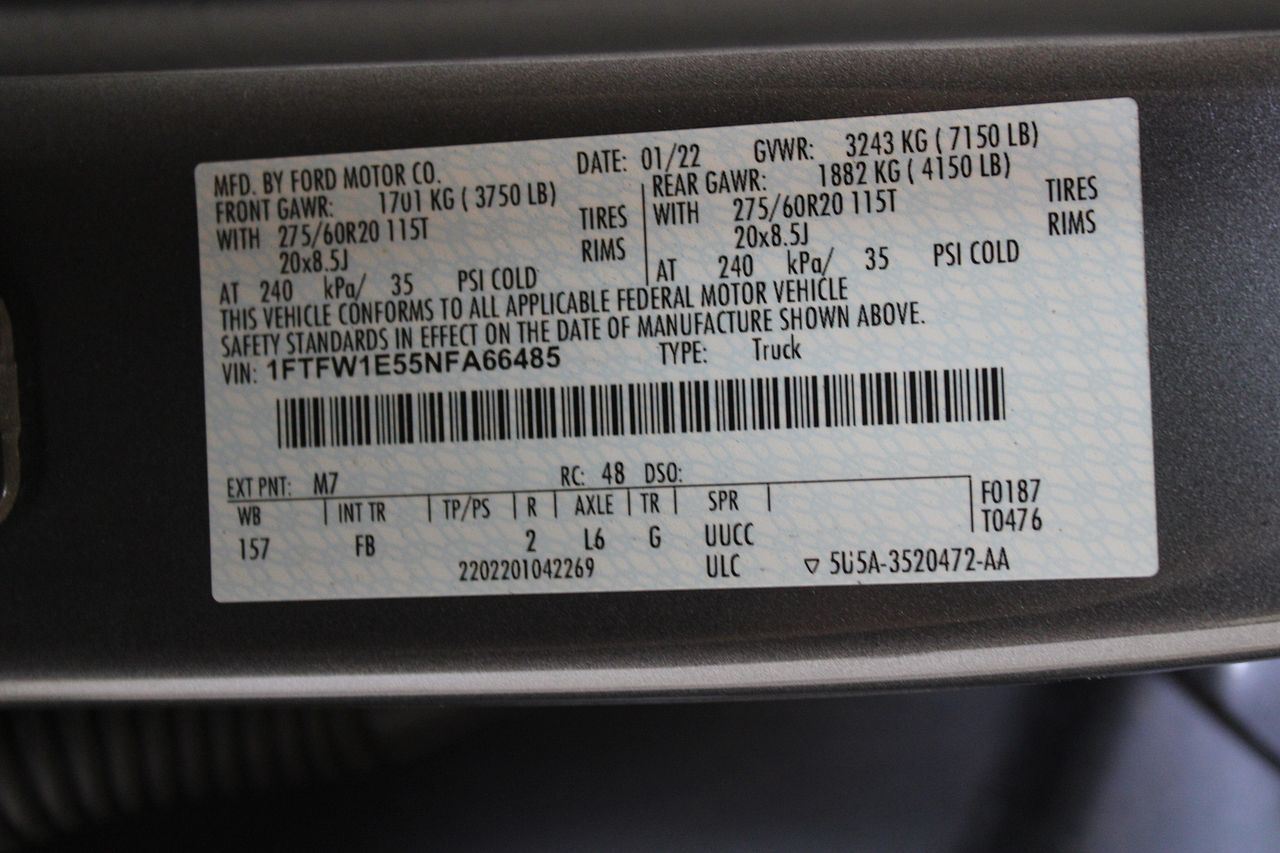 MFD. BY FORD MOTOR CO. DATE: 01/22 GVWR: 3243 KG ( 7150 LB)
FRONT GAWR: 1701 KG ( 3750 LB) REAR GAWR: 1882 KG ( 4150 LB)
WITH 275/60R20 115T TIRES WITH 275/60R20 115T TIRES
20x8.5J RIMS 20x8.5J RIMS
AT 240 kPa/ 35 PSI COLD AT 240 kPa/ 35 PSI COLD
THIS VEHICLE CONFORMS TO ALL APPLICABLE FEDERAL MOTOR VEHICLE
SAFETY STANDARDS IN EFFECT ON THE DATE OF MANUFACTURE SHOWN ABOVE.
VIN: 1FTFW1E55NFA66485 TYPE: Truck
EXT PNT: M7 RC: 48 DSO:
WB INT TR TP/PS R AXLE TR SPR F0187
T0476
157 FB 2 L6 G UUCC
2202201042269 ULC ▽ 5U5A-3520472-AA